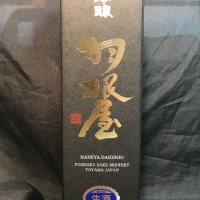 羽根屋
HANEYA DAIGINJO
FUMIGIKU SAKE BREWERY
TOYAMA JAPAN
生酒